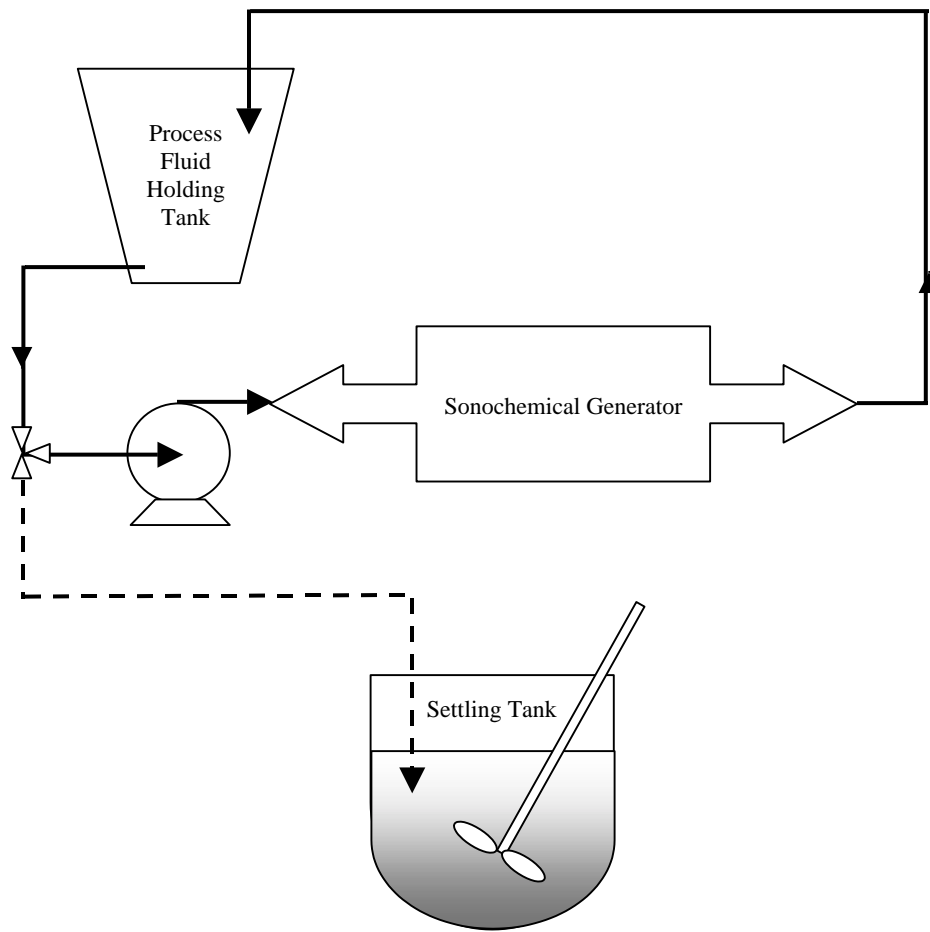 Process
Fluid
Holding
Tank
Sonochemical Generator
Settling Tank